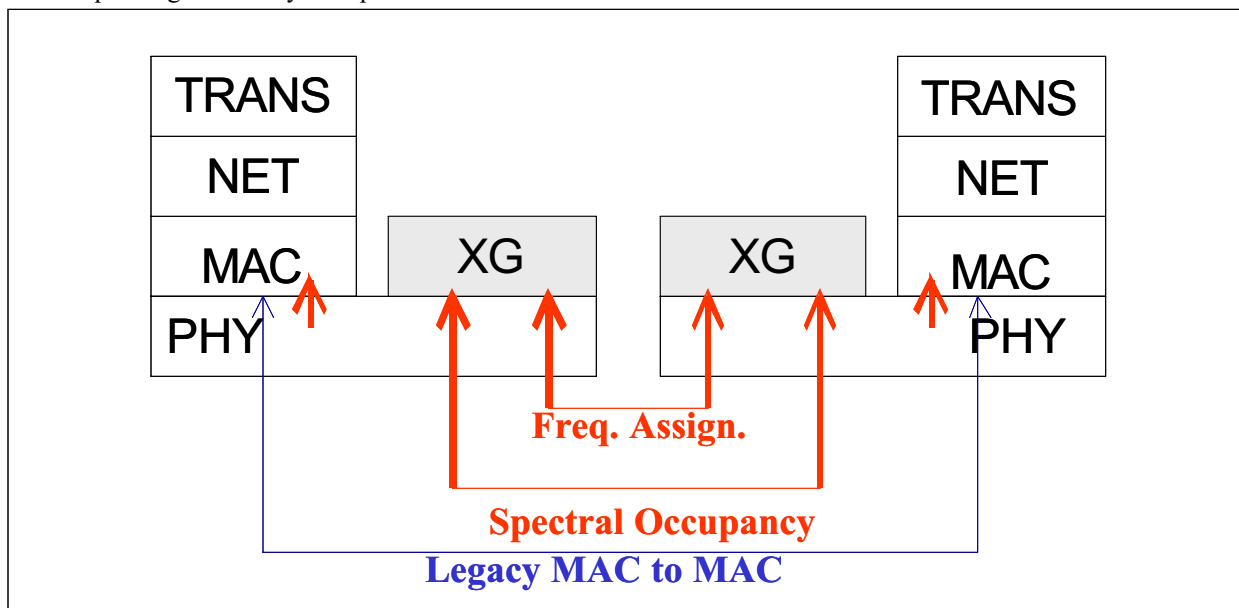 TRANS TRANS
NET NET
MAC XG XG MAC
PHY PHY
Freq. Assign.
Spectral Occupancy
Legacy MAC to MAC